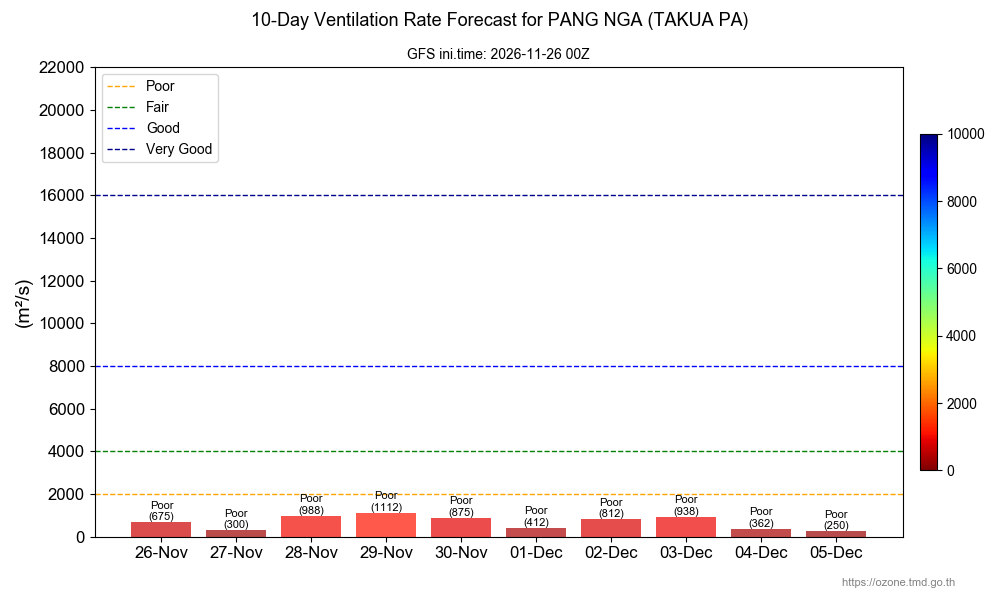 10-Day Ventilation Rate Forecast for PANG NGA (TAKUA PA)
GFS ini.time: 2026-11-26 00Z
(m²/s)
22000
20000
18000
16000
14000
12000
10000
8000
6000
4000
2000
0
Poor
Fair
Good
Very Good
Poor
(675)
Poor
(300)
Poor
(988)
Poor
(1112)
Poor
(875)
Poor
(412)
Poor
(812)
Poor
(938)
Poor
(362)
Poor
(250)
26-Nov
27-Nov
28-Nov
29-Nov
30-Nov
01-Dec
02-Dec
03-Dec
04-Dec
05-Dec
10000
8000
6000
4000
2000
0
https://ozone.tmd.go.th